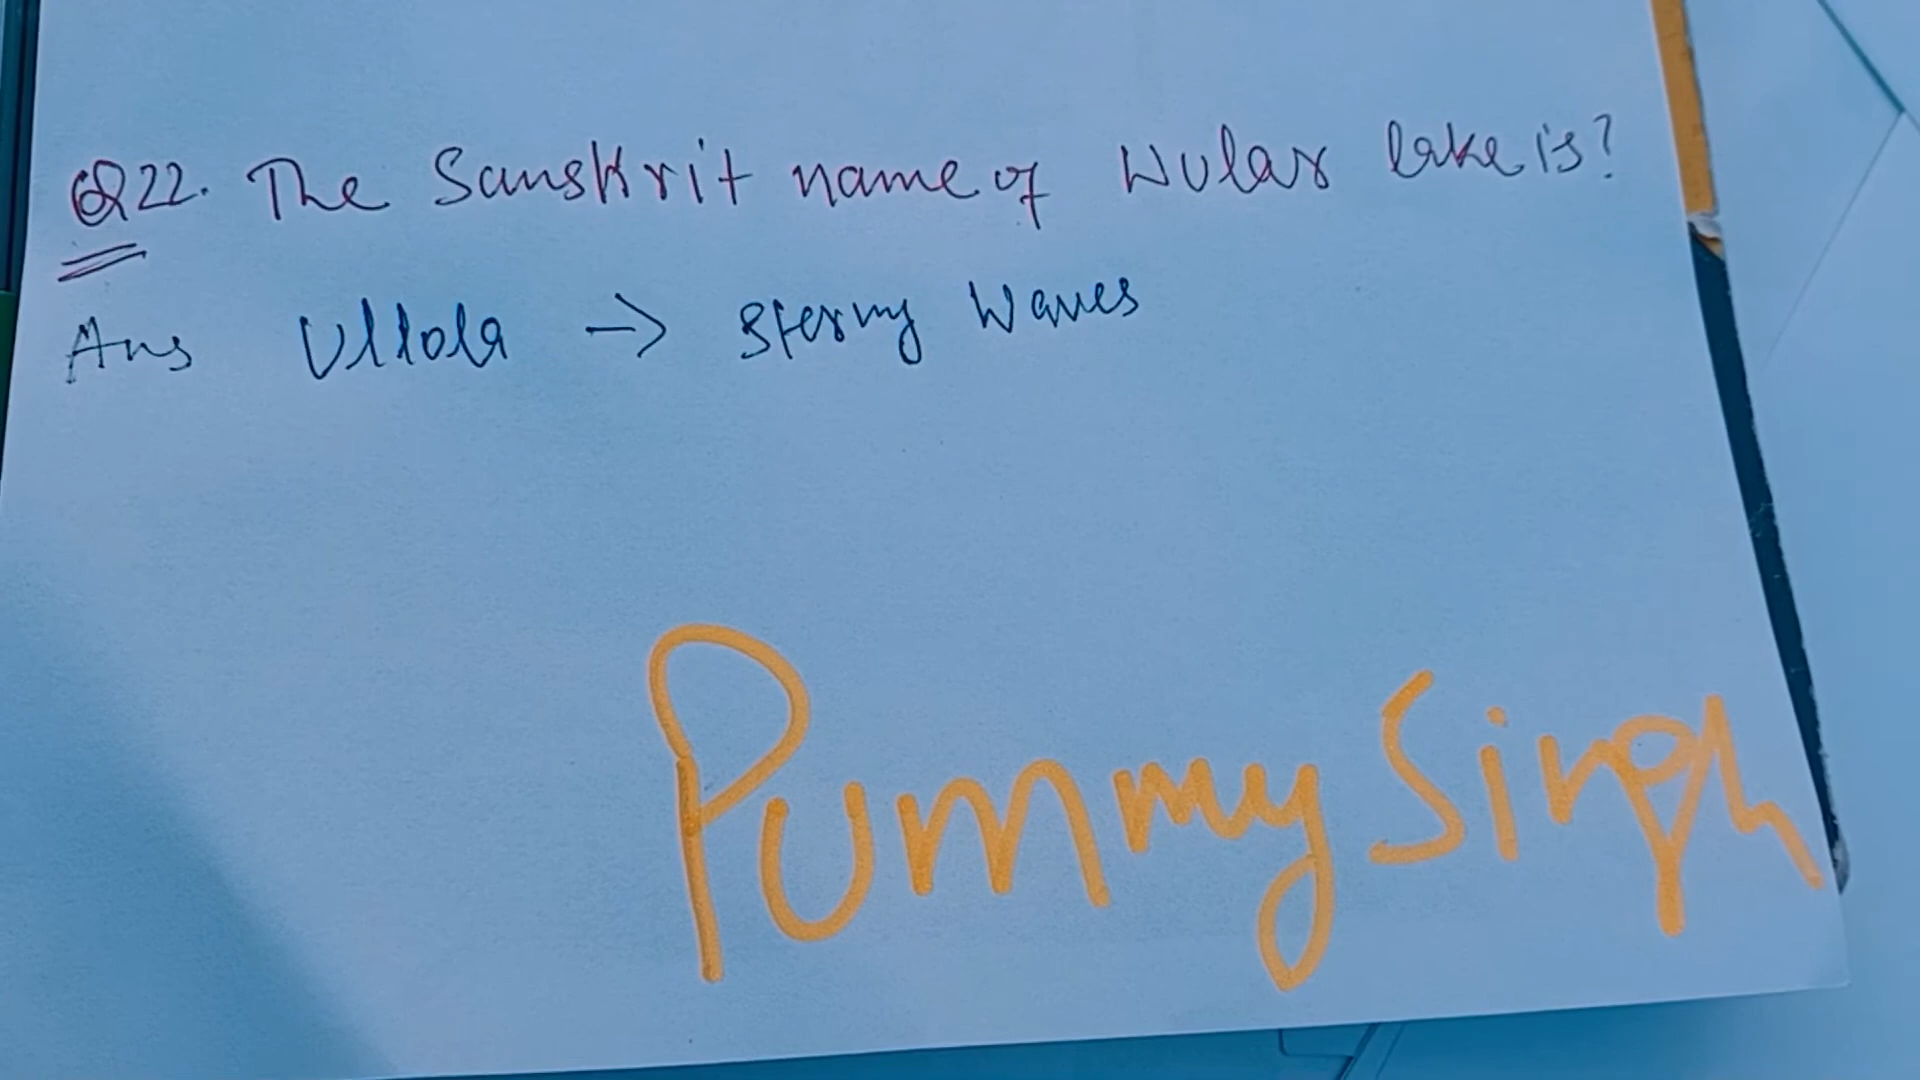 Q22. The Sanskrit name of Wular lake is?
Ans Ullola → Stormy Waves
Pummy Singh